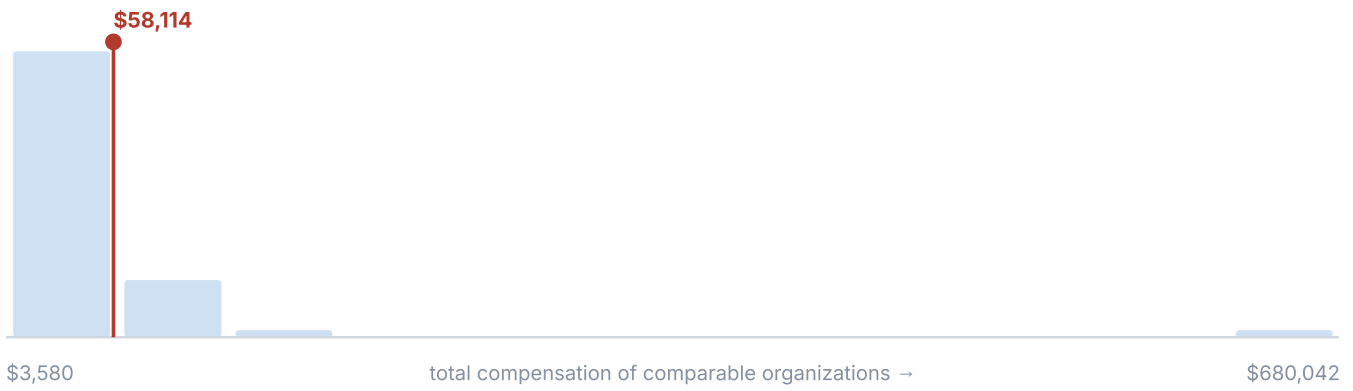 $58,114
$3,580
total compensation of comparable organizations →
$680,042